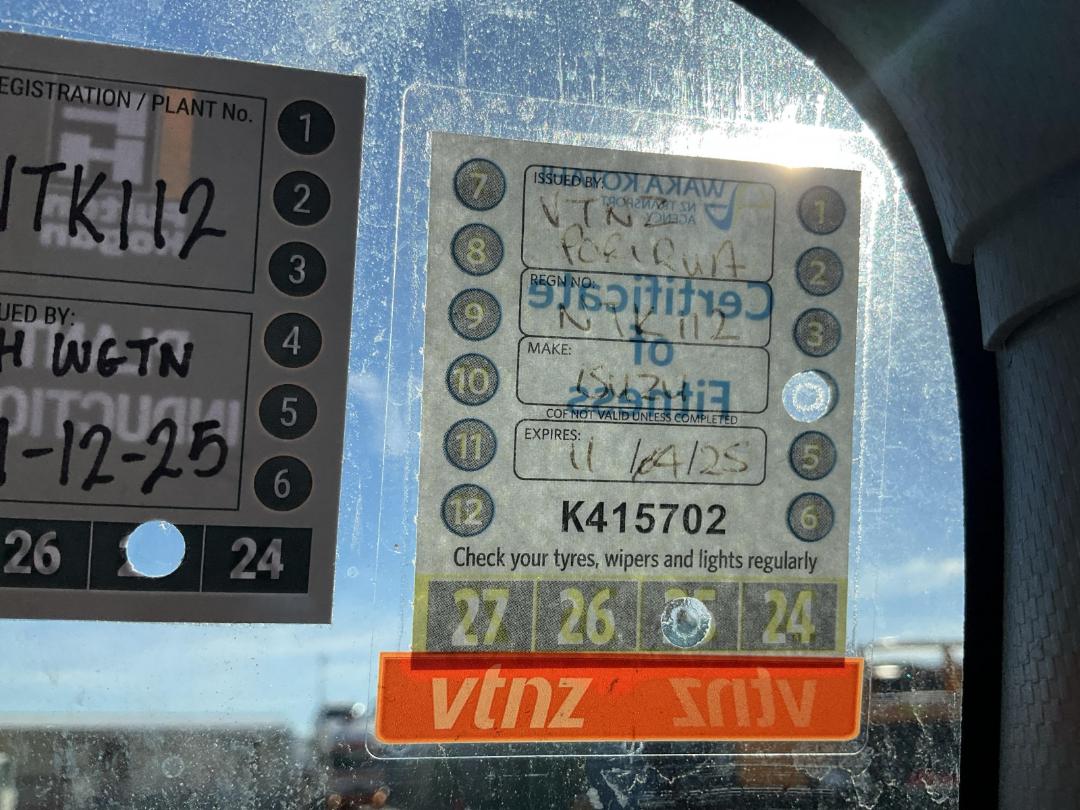 REGISTRATION / PLANT No.
NTK112
1
2
3
4
5
6
UED BY:
H WGTN
-12-25
26
24
7
8
9
10
11
12
ISSUED BY:
VTNZ
PORIRUA
REGN NO:
NTK112
MAKE:
ISUZU
COF NOT VALID UNLESS COMPLETED
EXPIRES:
11/04/25
1
2
3
5
6
K415702
Check your tyres, wipers and lights regularly
27
26
24
vtnz
vtnz
WAKA KOTAHI
NZ TRANSPORT
AGENCY
Certificate
of
Fitness